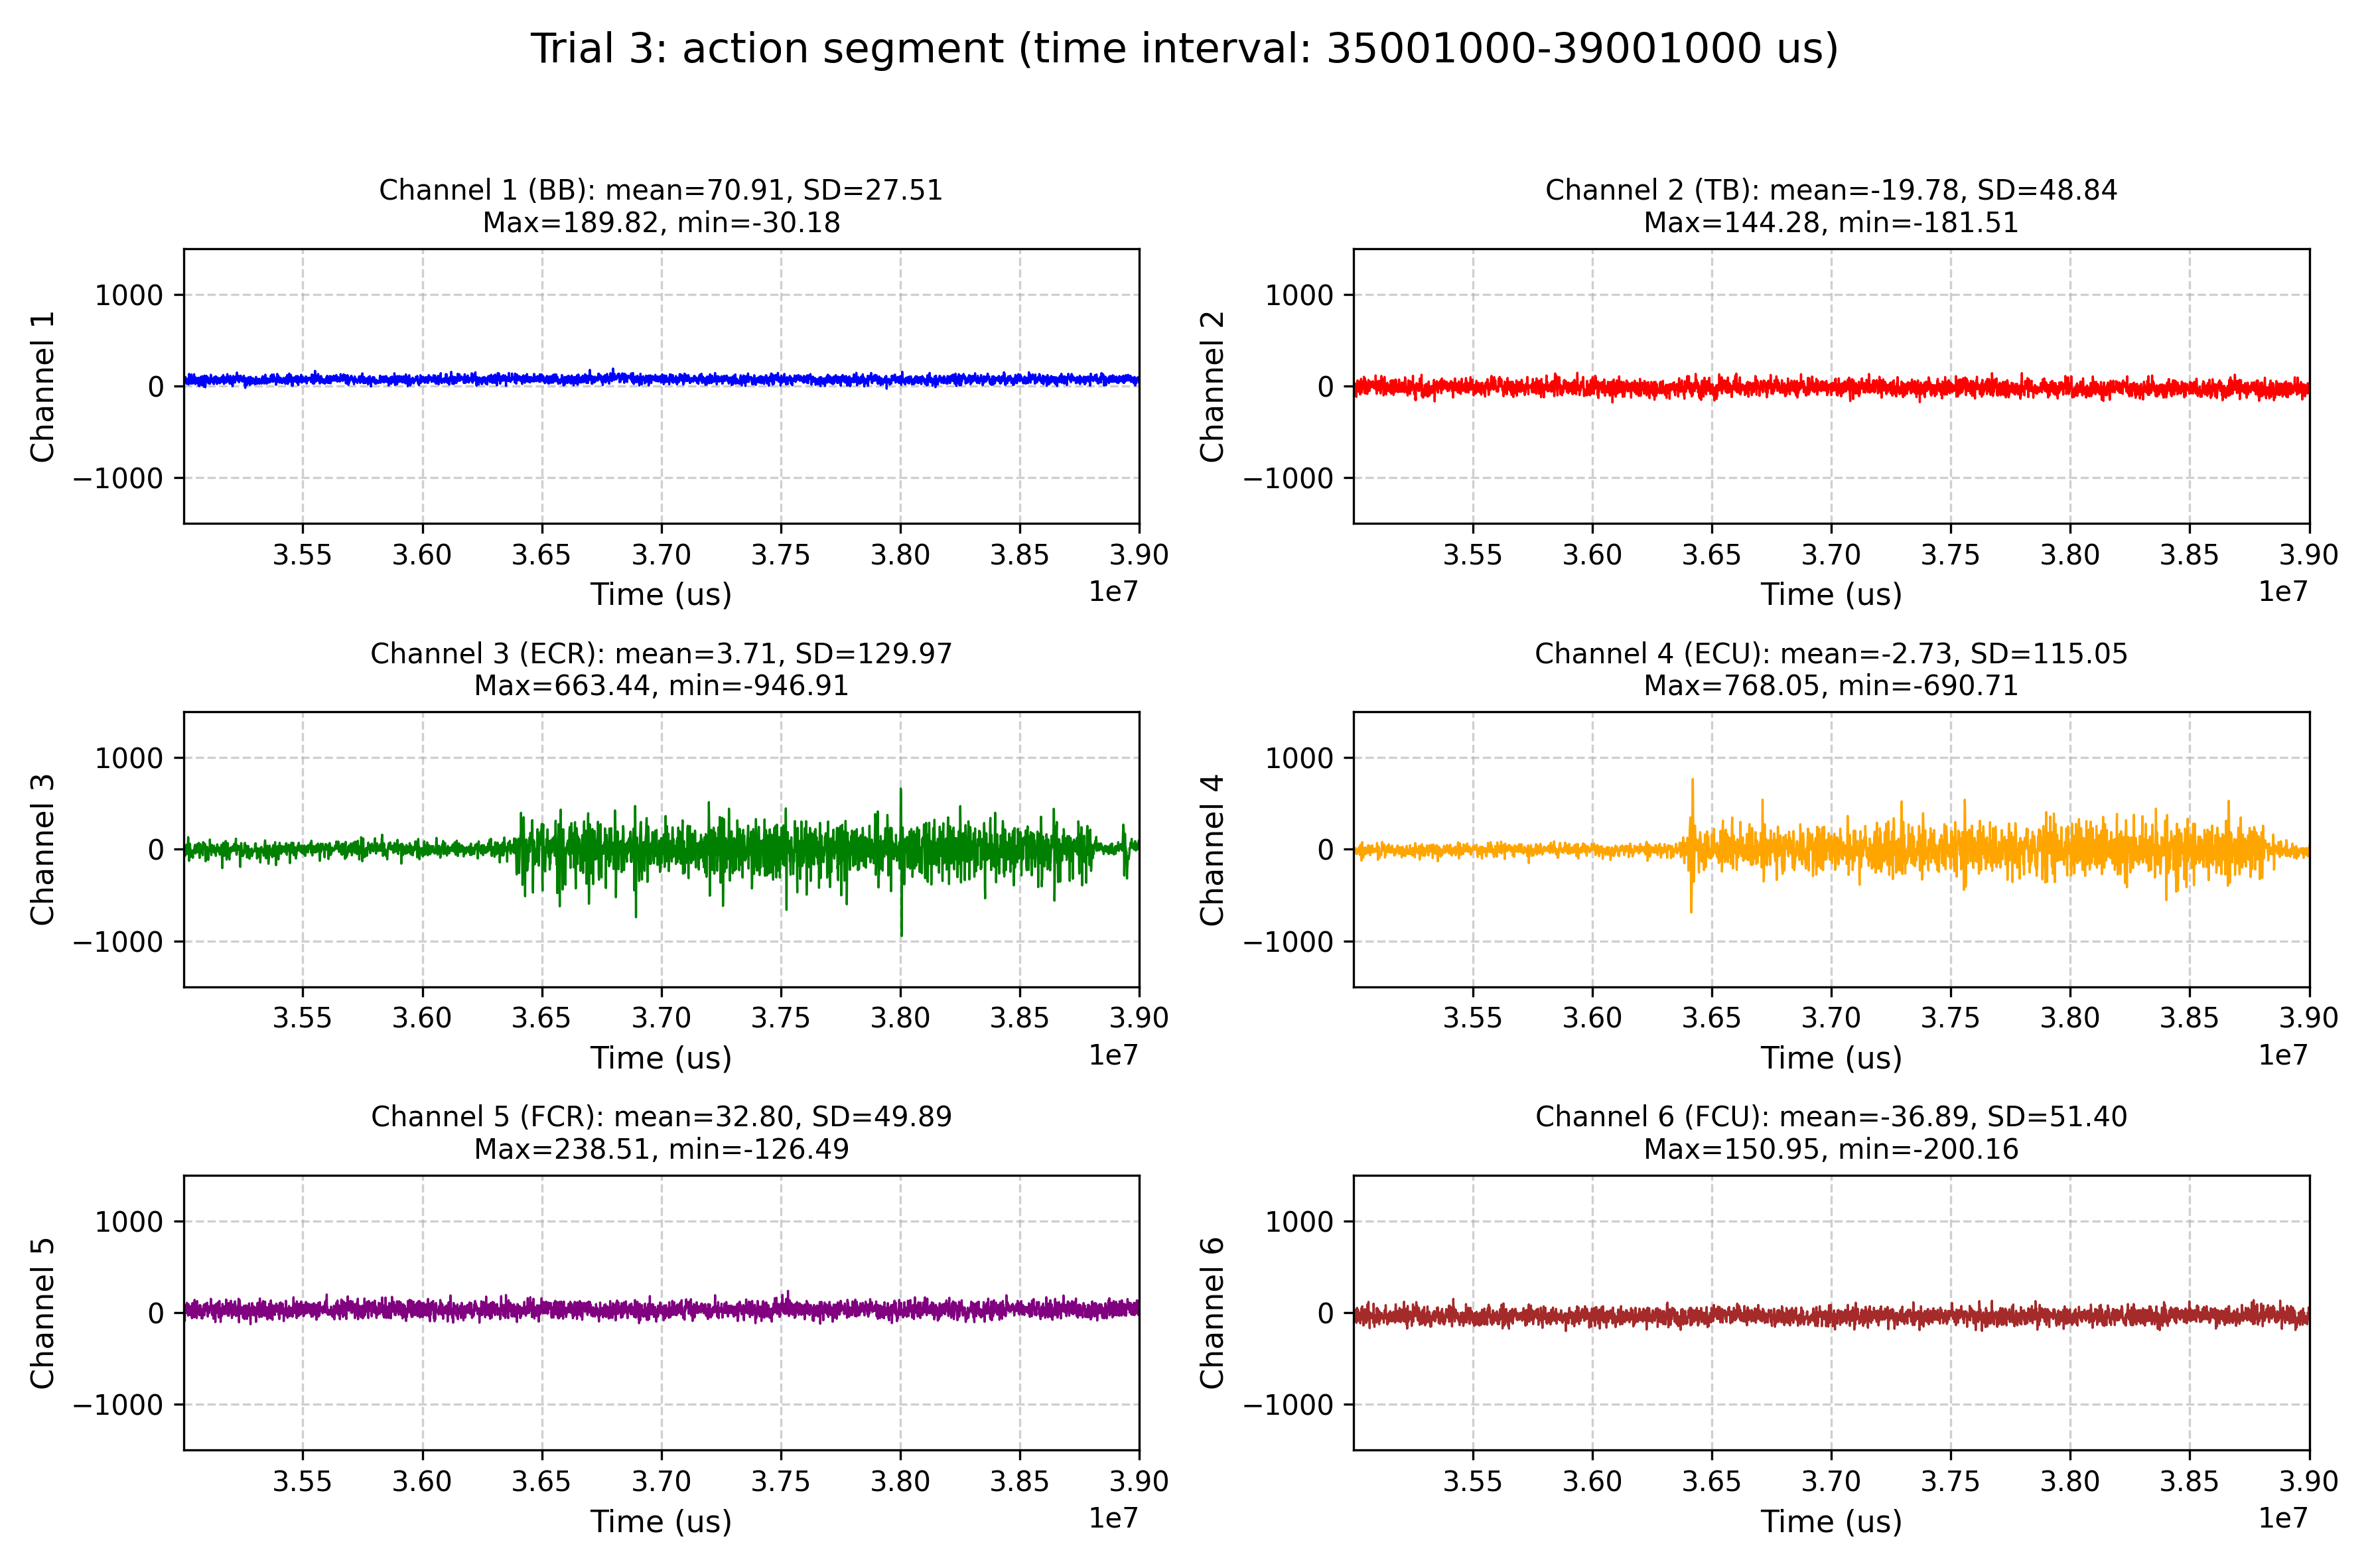 Trial 3: action segment (time interval: 35001000-39001000 us)
Channel 1 (BB): mean=70.91, SD=27.51
Max=189.82, min=-30.18
Channel 1
1000
0
−1000
3.55 3.60 3.65 3.70 3.75 3.80 3.85 3.90
Time (us)
1e7
Channel 2 (TB): mean=-19.78, SD=48.84
Max=144.28, min=-181.51
Channel 2
1000
0
−1000
3.55 3.60 3.65 3.70 3.75 3.80 3.85 3.90
Time (us)
1e7
Channel 3 (ECR): mean=3.71, SD=129.97
Max=663.44, min=-946.91
Channel 3
1000
0
−1000
3.55 3.60 3.65 3.70 3.75 3.80 3.85 3.90
Time (us)
1e7
Channel 4 (ECU): mean=-2.73, SD=115.05
Max=768.05, min=-690.71
Channel 4
1000
0
−1000
3.55 3.60 3.65 3.70 3.75 3.80 3.85 3.90
Time (us)
1e7
Channel 5 (FCR): mean=32.80, SD=49.89
Max=238.51, min=-126.49
Channel 5
1000
0
−1000
3.55 3.60 3.65 3.70 3.75 3.80 3.85 3.90
Time (us)
1e7
Channel 6 (FCU): mean=-36.89, SD=51.40
Max=150.95, min=-200.16
Channel 6
1000
0
−1000
3.55 3.60 3.65 3.70 3.75 3.80 3.85 3.90
Time (us)
1e7